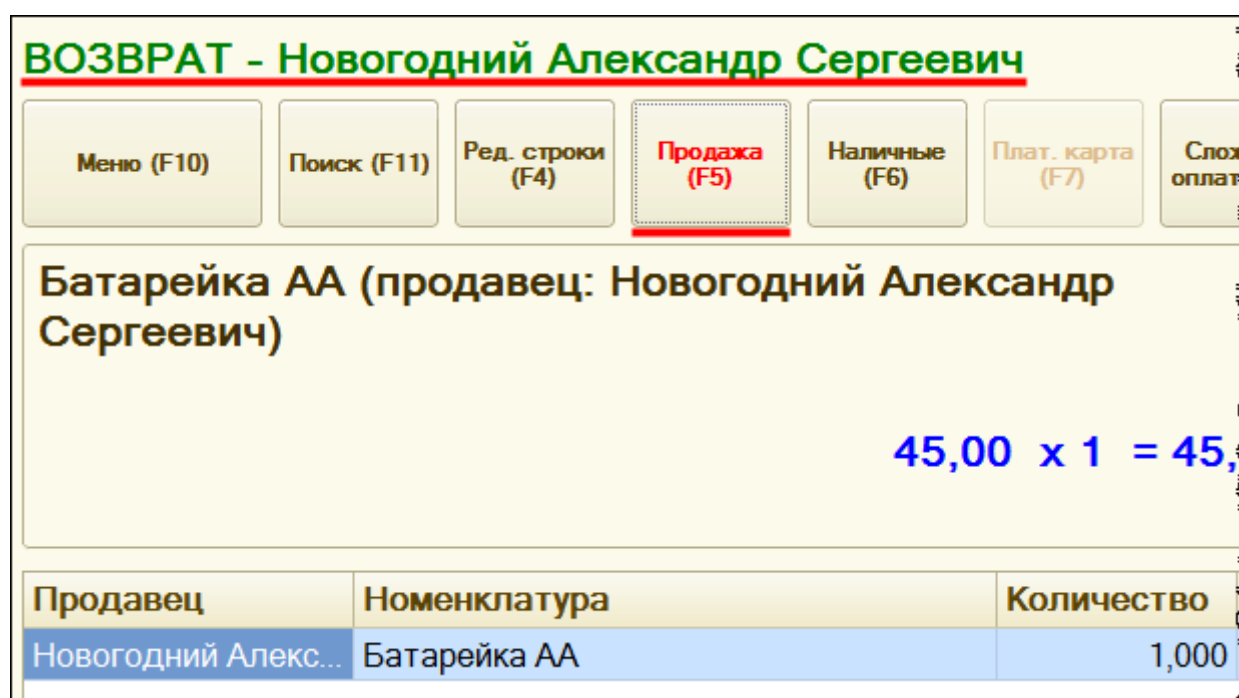 ВОЗВРАТ - Новогодний Александр Сергеевич
Меню (F10)
Поиск (F11)
Ред. строки
(F4)
Продажа
(F5)
Наличные
(F6)
Плат. карта
(F7)
Батарейка АА (продавец: Новогодний Александр
Сергеевич)
45,00 x 1 = 45,
Продавец Номенклатура Количество
Новогодний Алекс... Батарейка АА 1,000